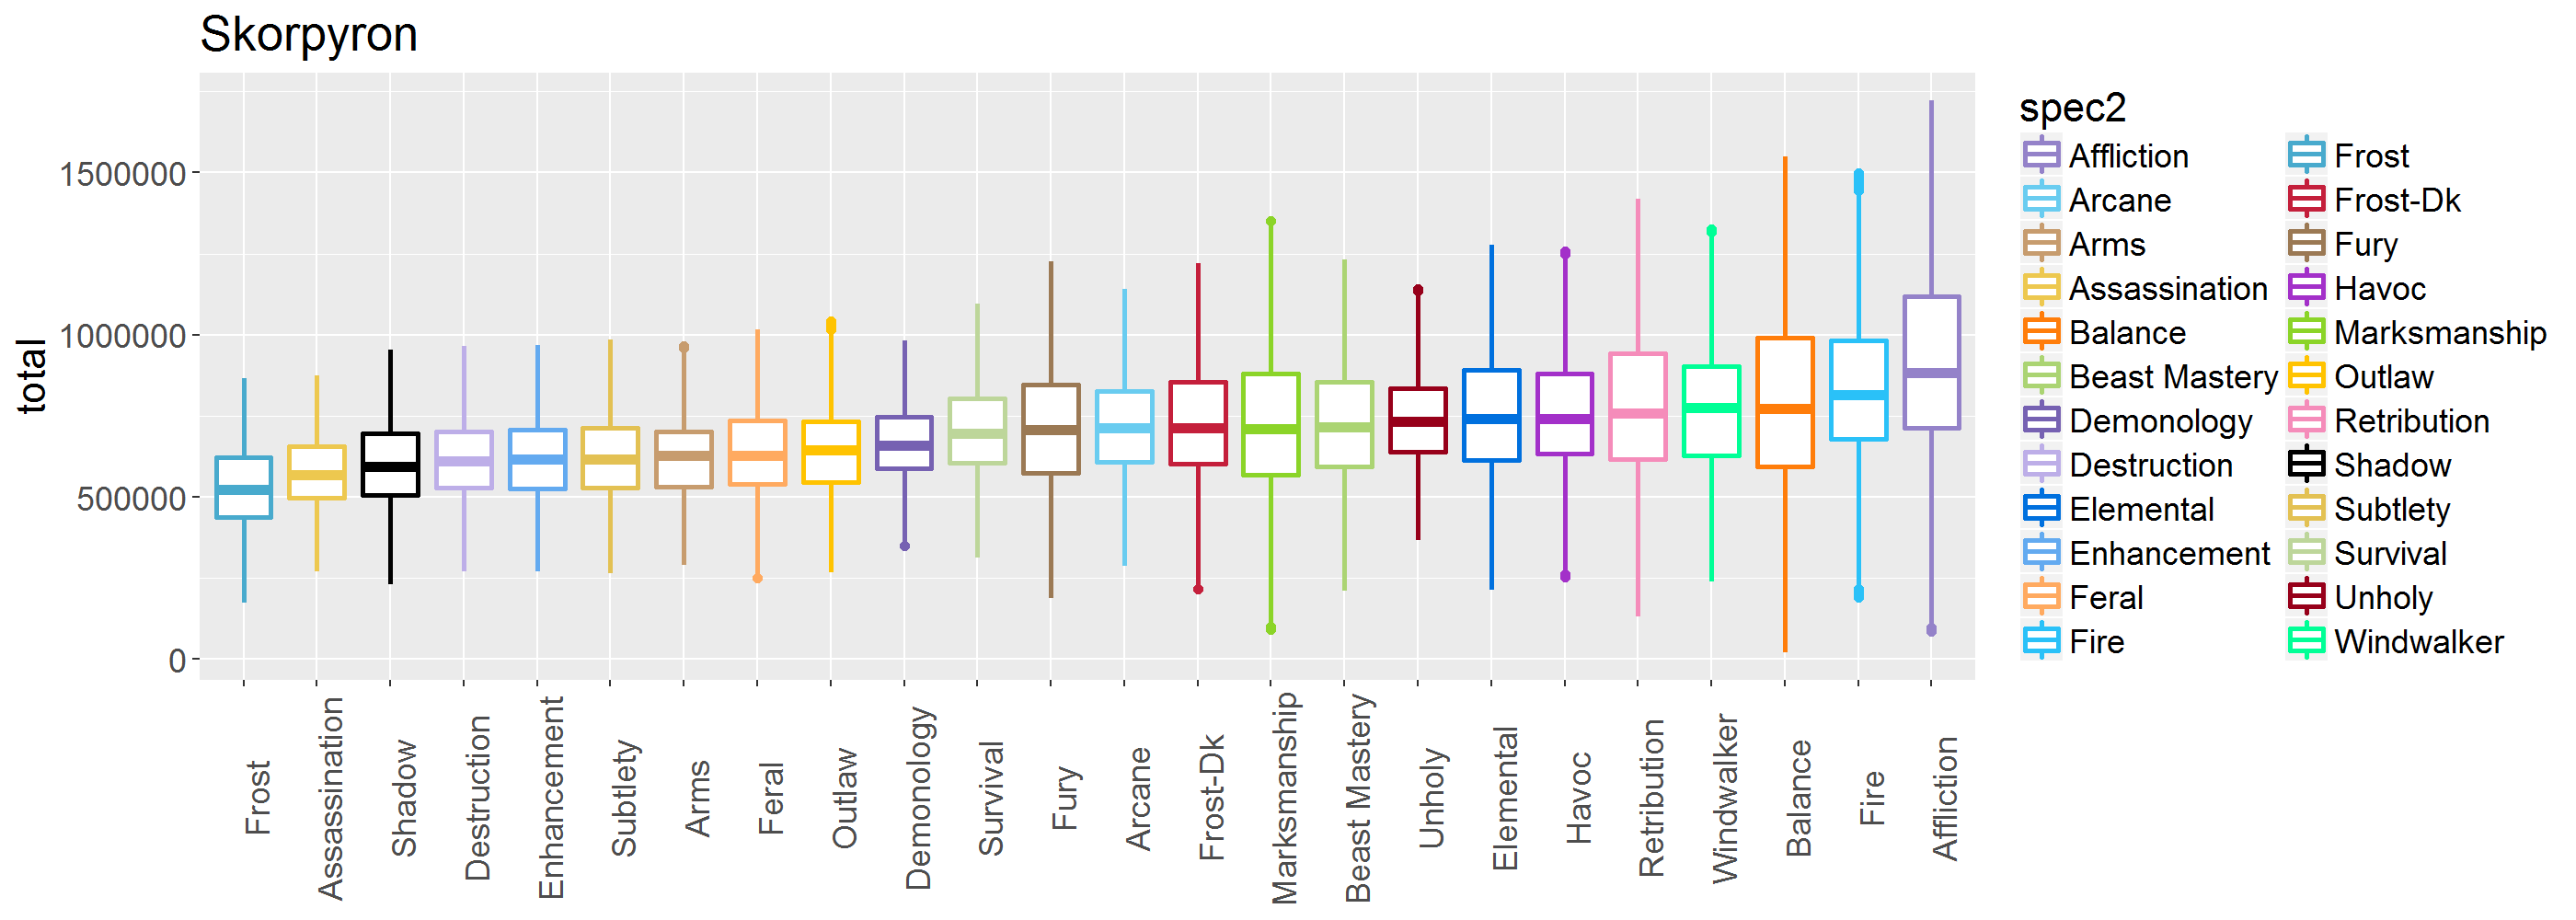 Skorpyron
total
1500000
1000000
500000
0
Frost
Assassination
Shadow
Destruction
Enhancement
Subtlety
Arms
Feral
Outlaw
Demonology
Survival
Fury
Arcane
Frost-Dk
Marksmanship
Beast Mastery
Unholy
Elemental
Havoc
Retribution
Windwalker
Balance
Fire
Affliction
spec2
Affliction
Arcane
Arms
Assassination
Balance
Beast Mastery
Demonology
Destruction
Elemental
Enhancement
Feral
Fire
Frost
Frost-Dk
Fury
Havoc
Marksmanship
Outlaw
Retribution
Shadow
Subtlety
Survival
Unholy
Windwalker